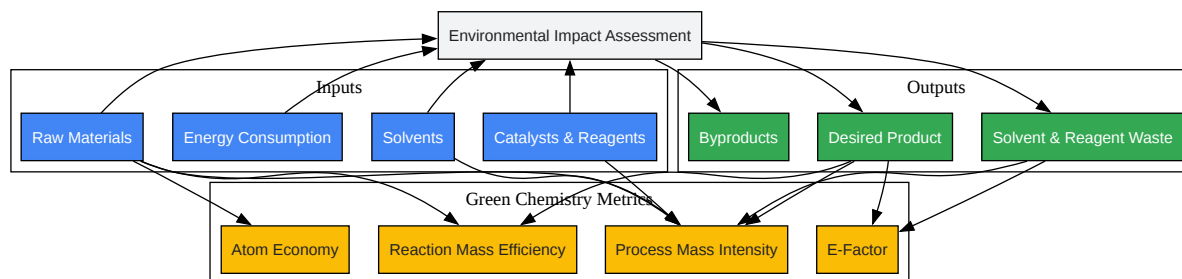 Environmental Impact Assessment
Inputs
Outputs
Raw Materials
Energy Consumption
Solvents
Catalysts & Reagents
Byproducts
Desired Product
Solvent & Reagent Waste
Green Chemistry Metrics
Atom Economy
Reaction Mass Efficiency
Process Mass Intensity
E-Factor